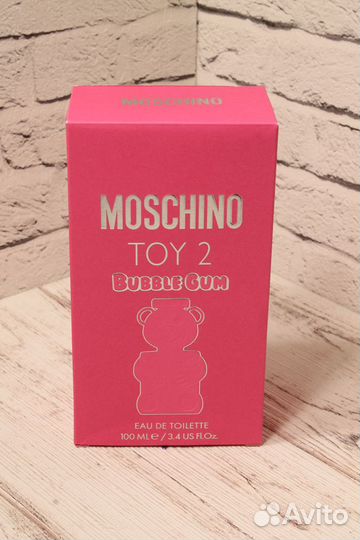 MOSCHINO
MOSCHINO
TOY 2
BUBBLE GUM
EAU DE TOILETTE
100 ML e / 3.4 US Fl.Oz.
Avito